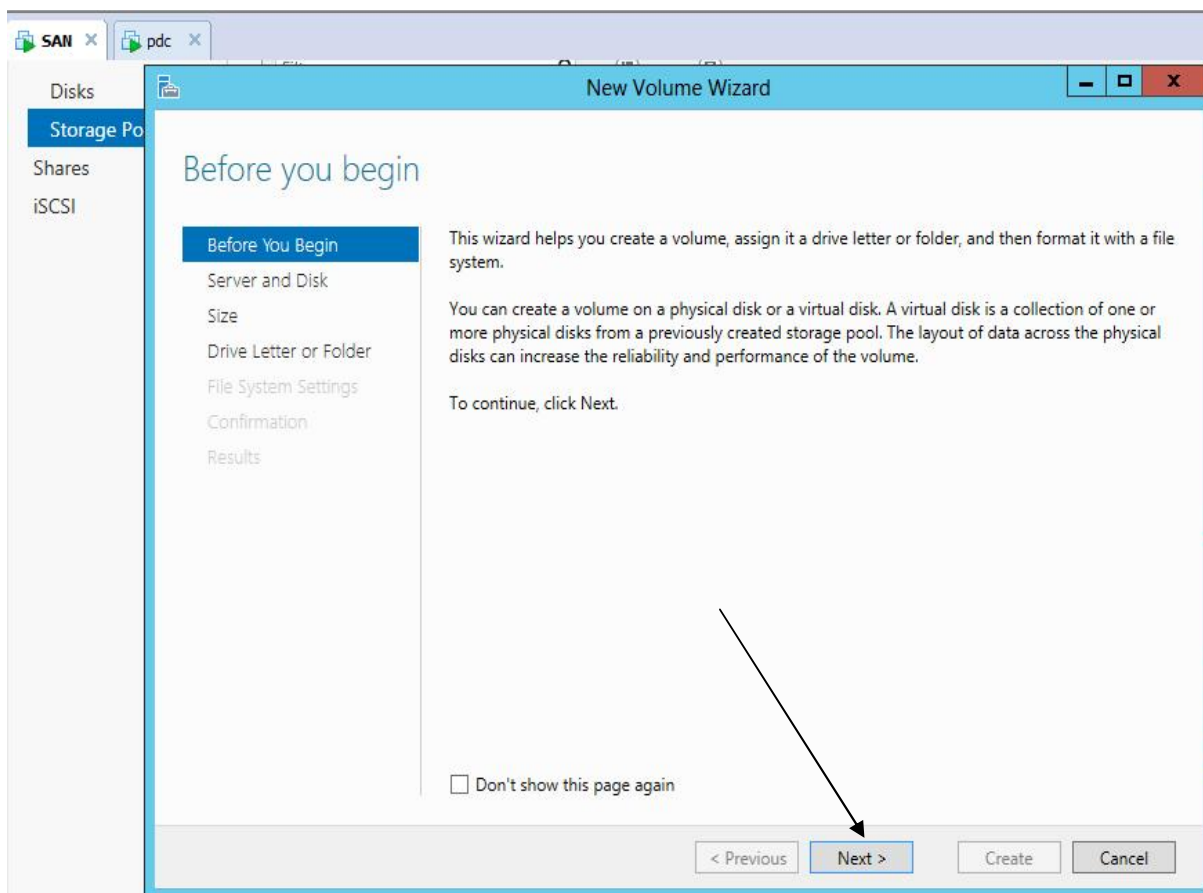 SAN pdc
New Volume Wizard
Disks
Storage Po
Shares
iSCSI
Before you begin
Before You Begin
Server and Disk
Size
Drive Letter or Folder
File System Settings
Confirmation
Results
This wizard helps you create a volume, assign it a drive letter or folder, and then format it with a file
system.
You can create a volume on a physical disk or a virtual disk. A virtual disk is a collection of one or
more physical disks from a previously created storage pool. The layout of data across the physical
disks can increase the reliability and performance of the volume.
To continue, click Next.
Don't show this page again
< Previous Next > Create Cancel